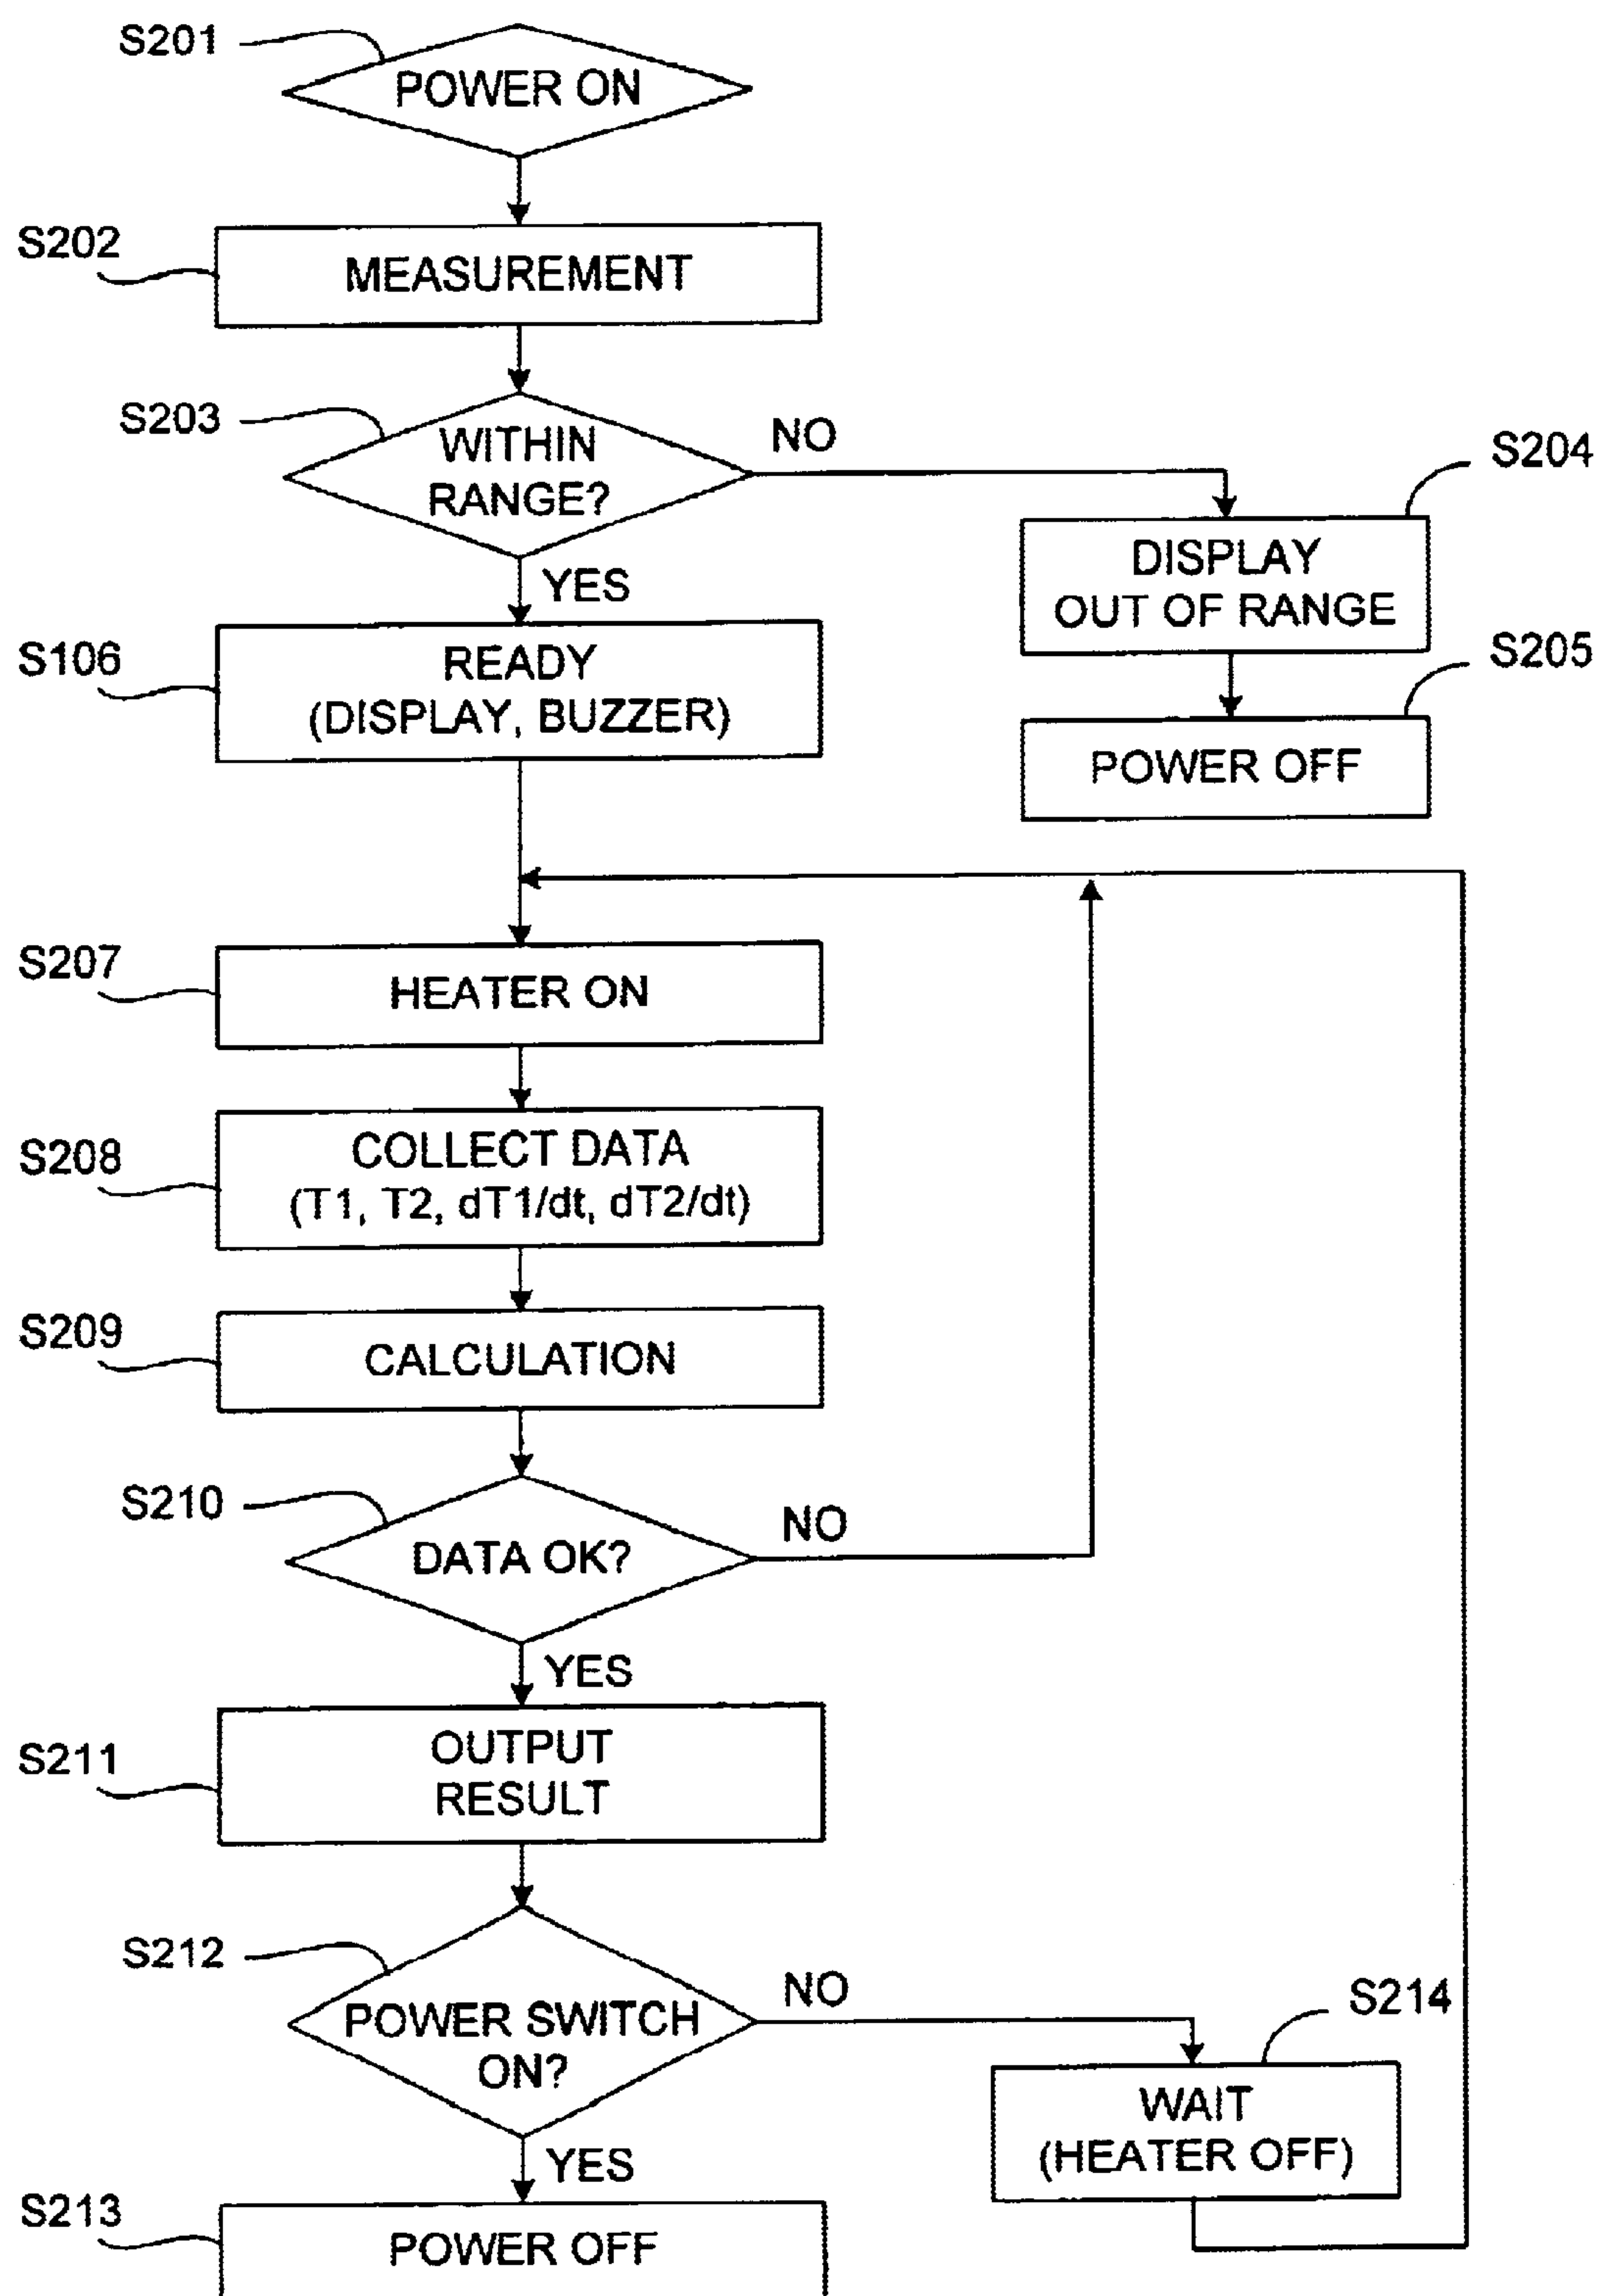 S201
POWER ON
S202
MEASUREMENT
S203
WITHIN
RANGE?
NO
S204
DISPLAY
OUT OF RANGE
YES
S106
READY
(DISPLAY, BUZZER)
S205
POWER OFF
S207
HEATER ON
S208
COLLECT DATA
(T1, T2, dT1/dt, dT2/dt)
S209
CALCULATION
S210
DATA OK?
NO
YES
S211
OUTPUT
RESULT
S212
POWER SWITCH
ON?
NO
S214
WAIT
(HEATER OFF)
YES
S213
POWER OFF